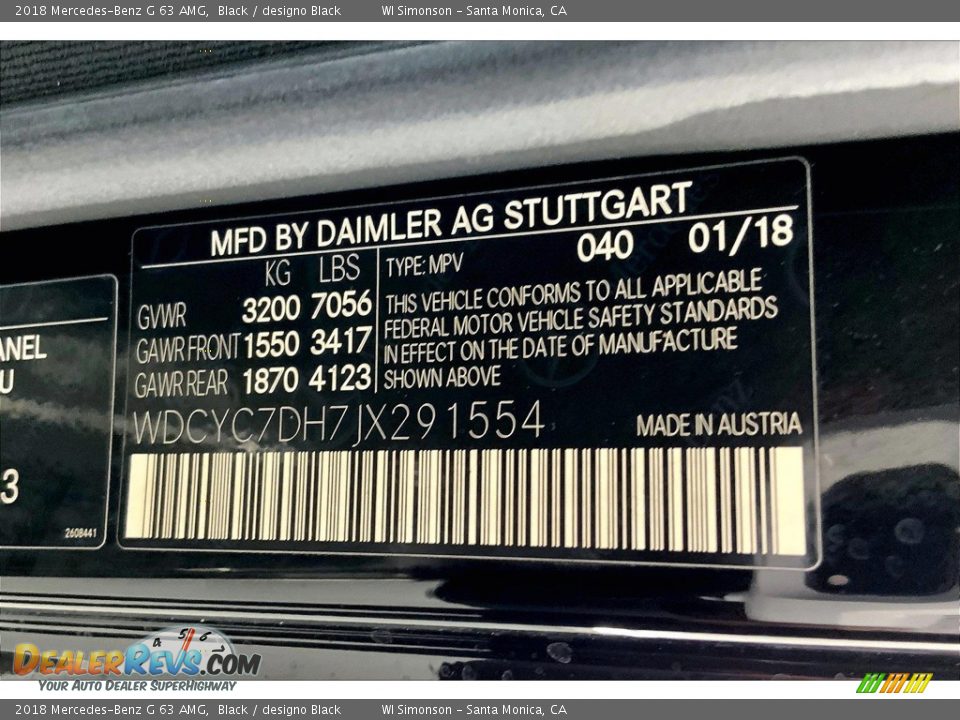 2018 Mercedes-Benz G 63 AMG,  Black / designo Black        WI Simonson - Santa Monica, CA
MFD BY DAIMLER AG STUTTGART
KG LBS
GVWR 3200 7056
GAWR FRONT 1550 3417
GAWR REAR 1870 4123
TYPE: MPV 040 01/18
THIS VEHICLE CONFORMS TO ALL APPLICABLE
FEDERAL MOTOR VEHICLE SAFETY STANDARDS
IN EFFECT ON THE DATE OF MANUFACTURE
SHOWN ABOVE
WDCYC7DH7JX291554 MADE IN AUSTRIA
ANEL
U
3
2608441
5 6
DEALERREVS.COM
YOUR AUTO DEALER SUPERHIGHWAY
2018 Mercedes-Benz G 63 AMG,  Black / designo Black        WI Simonson - Santa Monica, CA